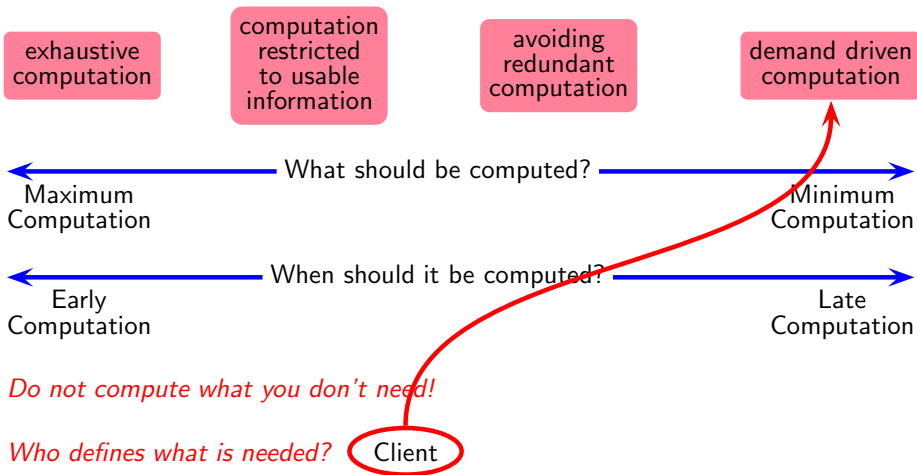 exhaustive
computation
computation
restricted
to usable
information
avoiding
redundant
computation
demand driven
computation
What should be computed?
Maximum
Computation
Minimum
Computation
When should it be computed?
Early
Computation
Late
Computation
Do not compute what you don't need!
Who defines what is needed? Client